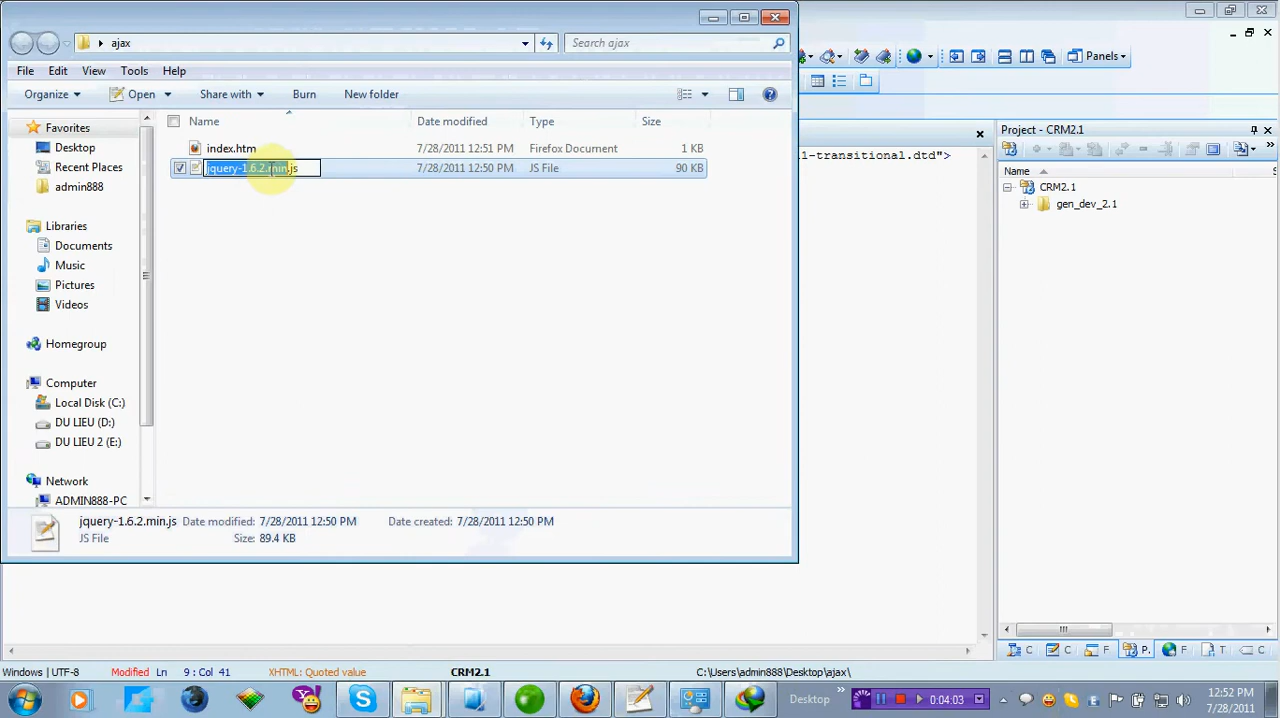 ajax
Search ajax
File Edit View Tools Help
Organize Open Share with Burn New folder
Panels
Name Date modified Type Size
Favorites
Desktop
Recent Places
admin888
Libraries
Documents
Music
Pictures
Videos
Homegroup
Computer
Local Disk (C:)
DU LIEU (D:)
DU LIEU 2 (E:)
Network
ADMIN888-PC
index.htm 7/28/2011 12:51 PM Firefox Document 1 KB
jquery-1.6.2.min.js 7/28/2011 12:50 PM JS File 90 KB
jquery-1.6.2.min.js Date modified: 7/28/2011 12:50 PM Date created: 7/28/2011 12:50 PM
JS File Size: 89.4 KB
1-transitional.dtd">
Project - CRM2.1
Name
CRM2.1
gen_dev_2.1
C F P. F T C
Windows | UTF-8 Modified Ln 9 : Col 41 XHTML: Quoted value CRM2.1 C:\Users\admin888\Desktop\ajax\
Desktop » 0:04:03
12:52 PM
7/28/2011